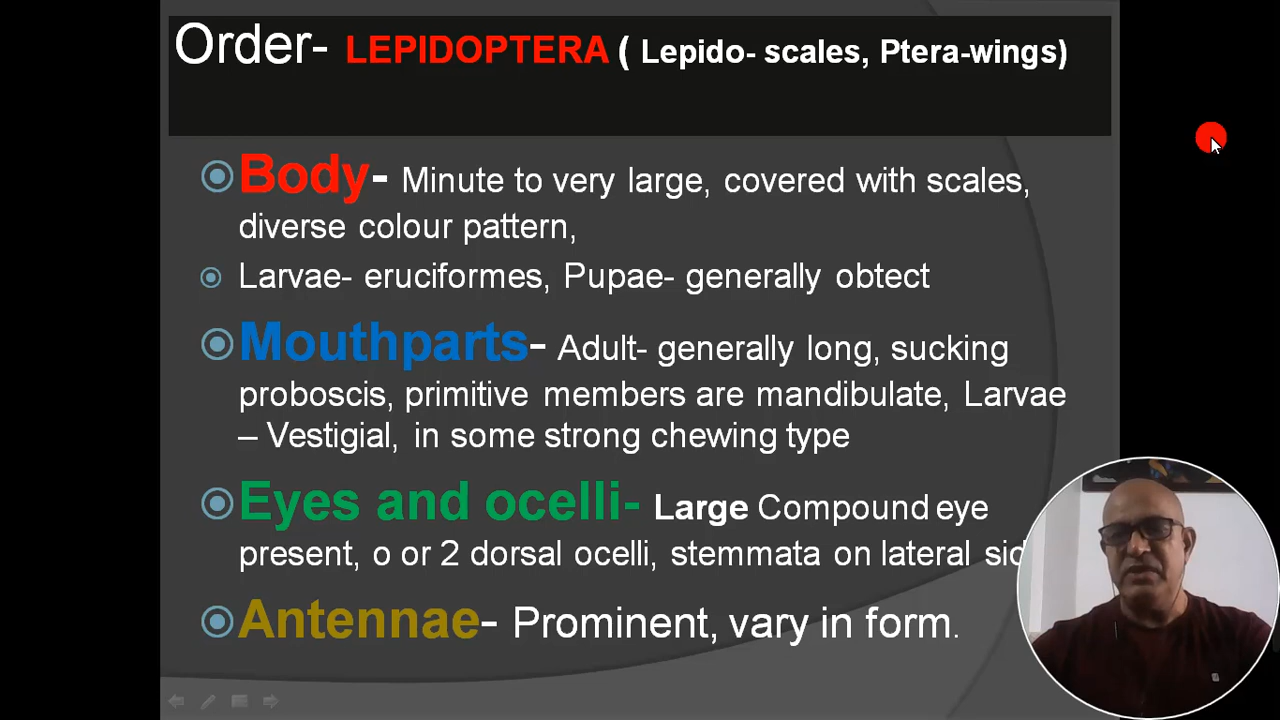 Order- LEPIDOPTERA ( Lepido- scales, Ptera-wings)
Body- Minute to very large, covered with scales,
diverse colour pattern,
Larvae- eruciformes, Pupae- generally obtect
Mouthparts- Adult- generally long, sucking
proboscis, primitive members are mandibulate, Larvae
– Vestigial, in some strong chewing type
Eyes and ocelli- Large Compound eye
present, o or 2 dorsal ocelli, stemmata on lateral
Antennae- Prominent, vary in form.